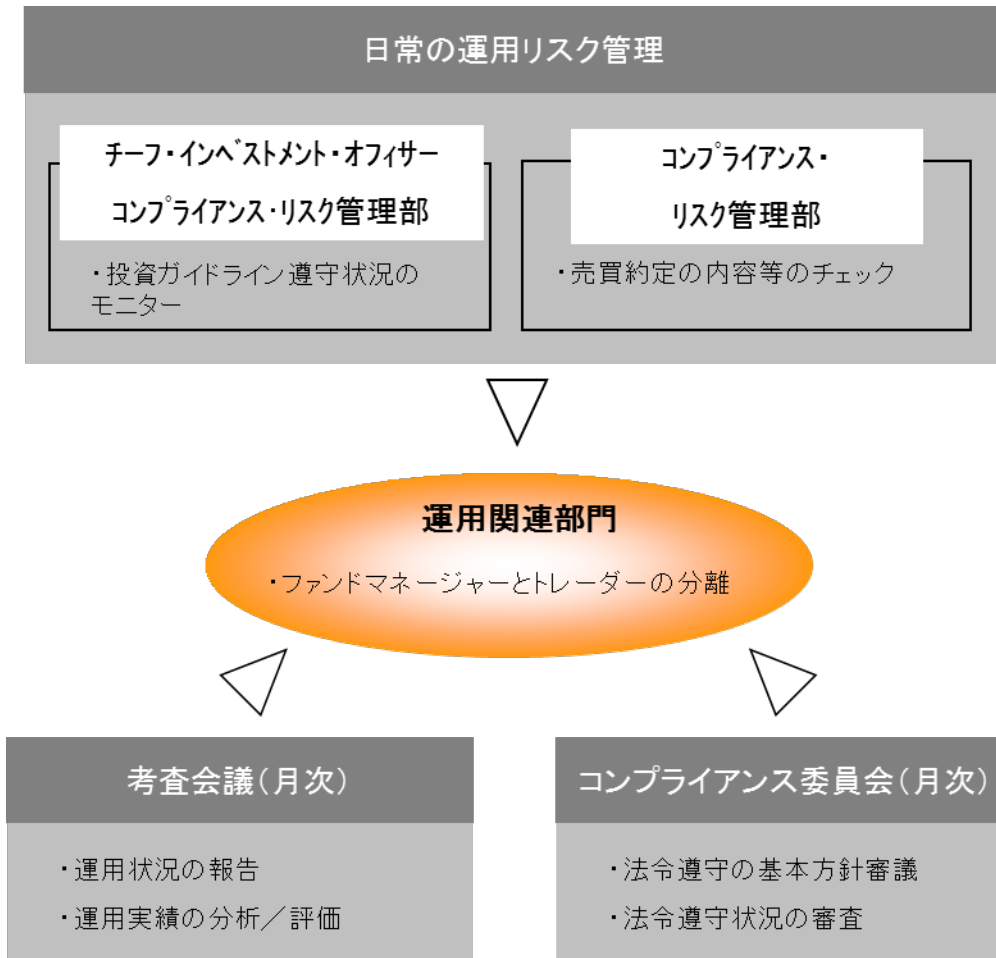 日常の運用リスク管理
チーフ・インベストメント・オフィサー
コンプライアンス・リスク管理部
・投資ガイドライン遵守状況の
モニター
コンプライアンス・
リスク管理部
・売買約定の内容等のチェック
運用関連部門
・ファンドマネージャーとトレーダーの分離
考査会議(月次)
・運用状況の報告
・運用実績の分析／評価
コンプライアンス委員会(月次)
・法令遵守の基本方針審議
・法令遵守状況の審査